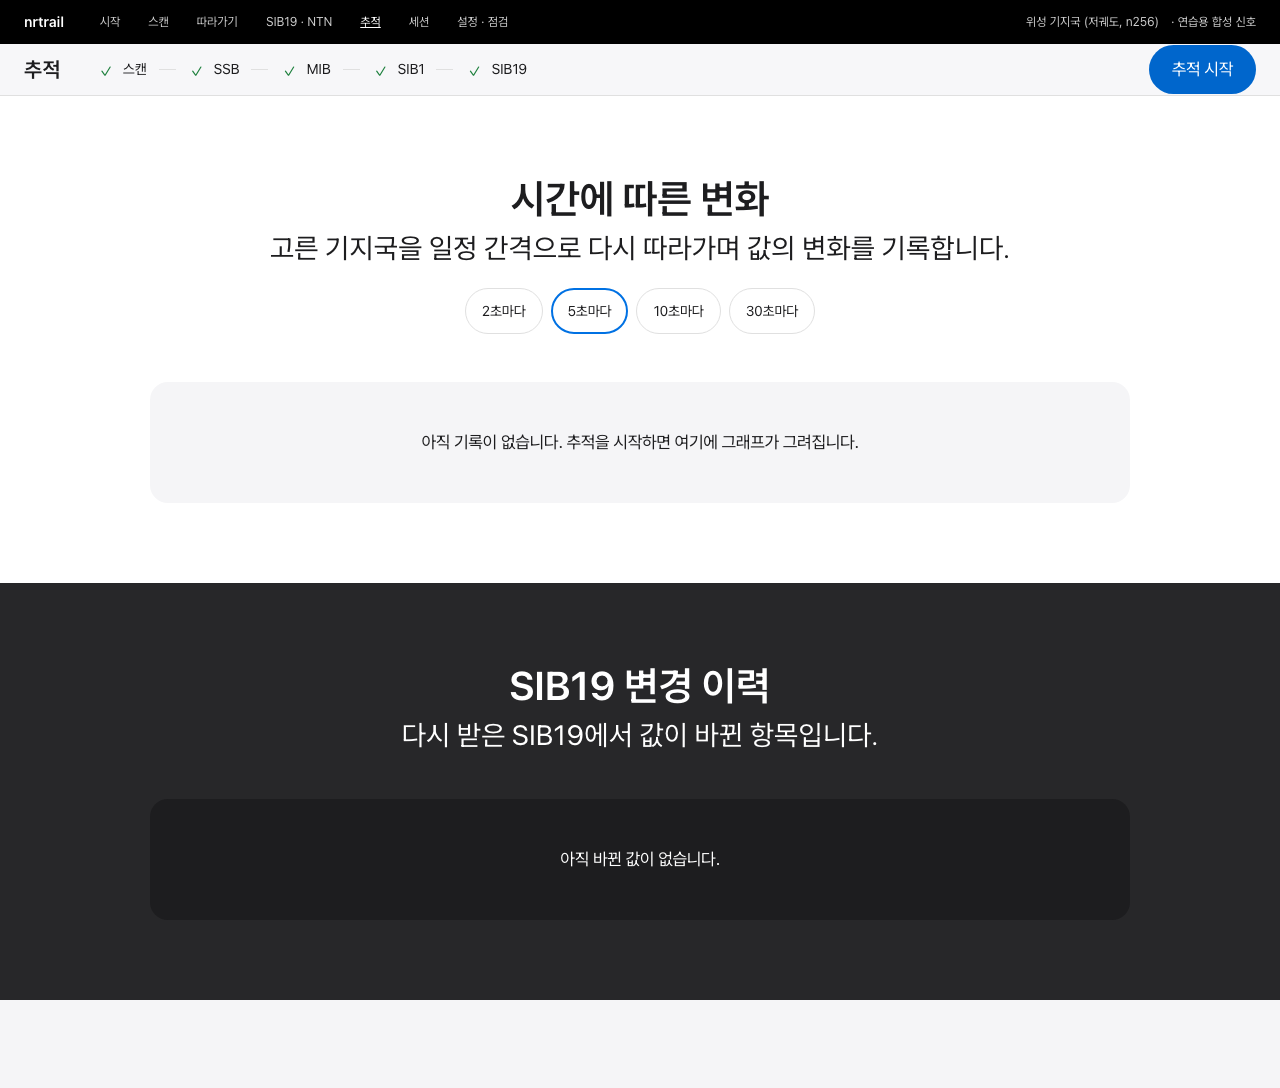 nrtrail 시작 스캔 따라가기 SIB19 · NTN 추적 세션 설정 · 점검 위성 기지국 (저궤도, n256) · 연습용 합성 신호
추적 스캔 SSB MIB SIB1 SIB19 추적 시작
시간에 따른 변화
고른 기지국을 일정 간격으로 다시 따라가며 값의 변화를 기록합니다.
2초마다 5초마다 10초마다 30초마다
아직 기록이 없습니다. 추적을 시작하면 여기에 그래프가 그려집니다.
SIB19 변경 이력
다시 받은 SIB19에서 값이 바뀐 항목입니다.
아직 바뀐 값이 없습니다.